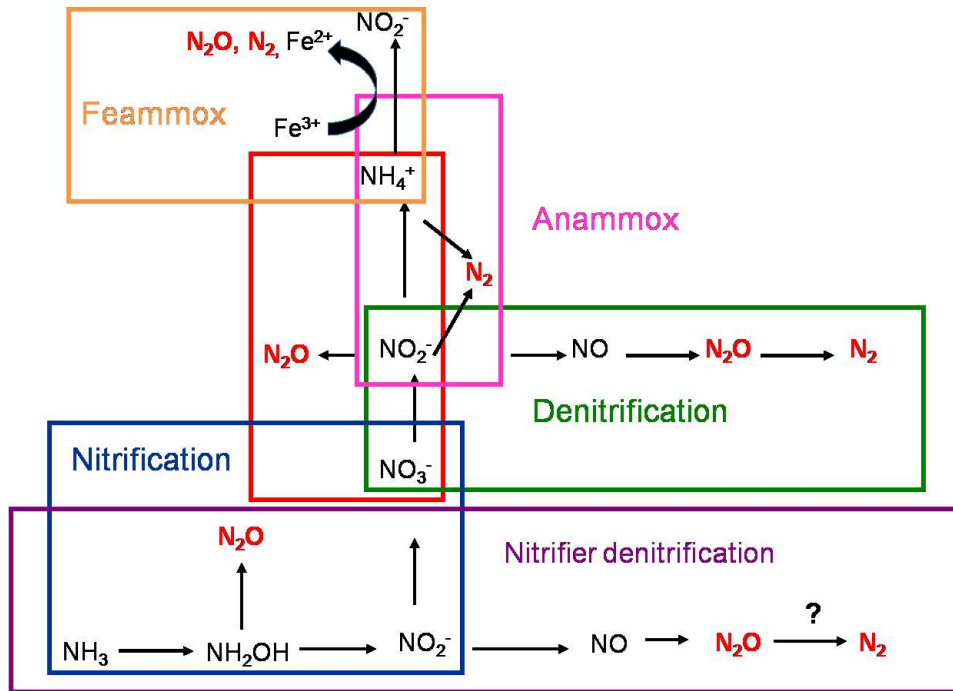 NO₂⁻
N₂O, N₂, Fe²⁺
Feammox
Fe³⁺
NH₄⁺
Anammox
N₂
N₂O NO₂⁻ NO N₂O N₂
Denitrification
Nitrification
NO₃⁻
N₂O
Nitrifier denitrification
?
NH₃ NH₂OH NO₂⁻ NO N₂O N₂